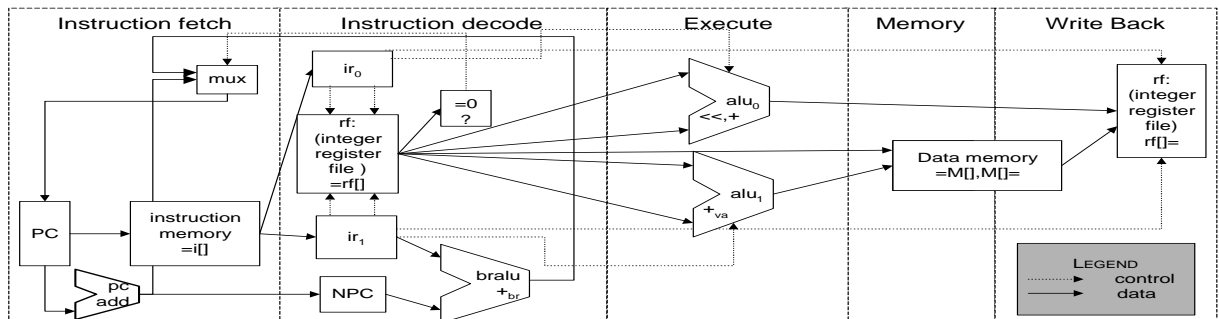 Instruction fetch
Instruction decode
Execute
Memory
Write Back
mux
ir0
=0
?
rf:
(integer
register
file )
=rf[]
alu0
<<,+
rf:
(integer
register
file)
rf[]=
Data memory
=M[],M[]=
alu1
+va
PC
instruction
memory
=i[]
ir1
bralu
+br
pc
add
NPC
LEGEND
control
data